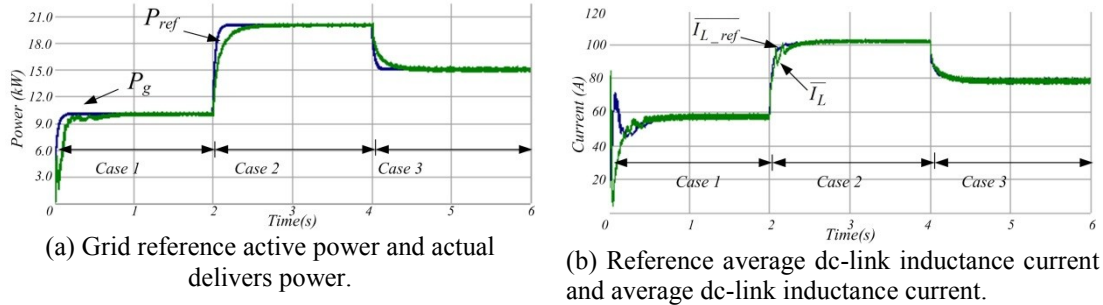 21.0
18.0
15.0
12.0
9.0
6.0
3.0
Power (kW)
P_ref
P_g
Case 1
Case 2
Case 3
0.0 1 2 3 4 5 6
Time(s)
(a) Grid reference active power and actual
delivers power.
120
100
80
60
40
20
Current (A)
I_L_ref
I_L
Case 1
Case 2
Case 3
0 0 1 2 3 4 5 6
Time(s)
(b) Reference average dc-link inductance current
and average dc-link inductance current.